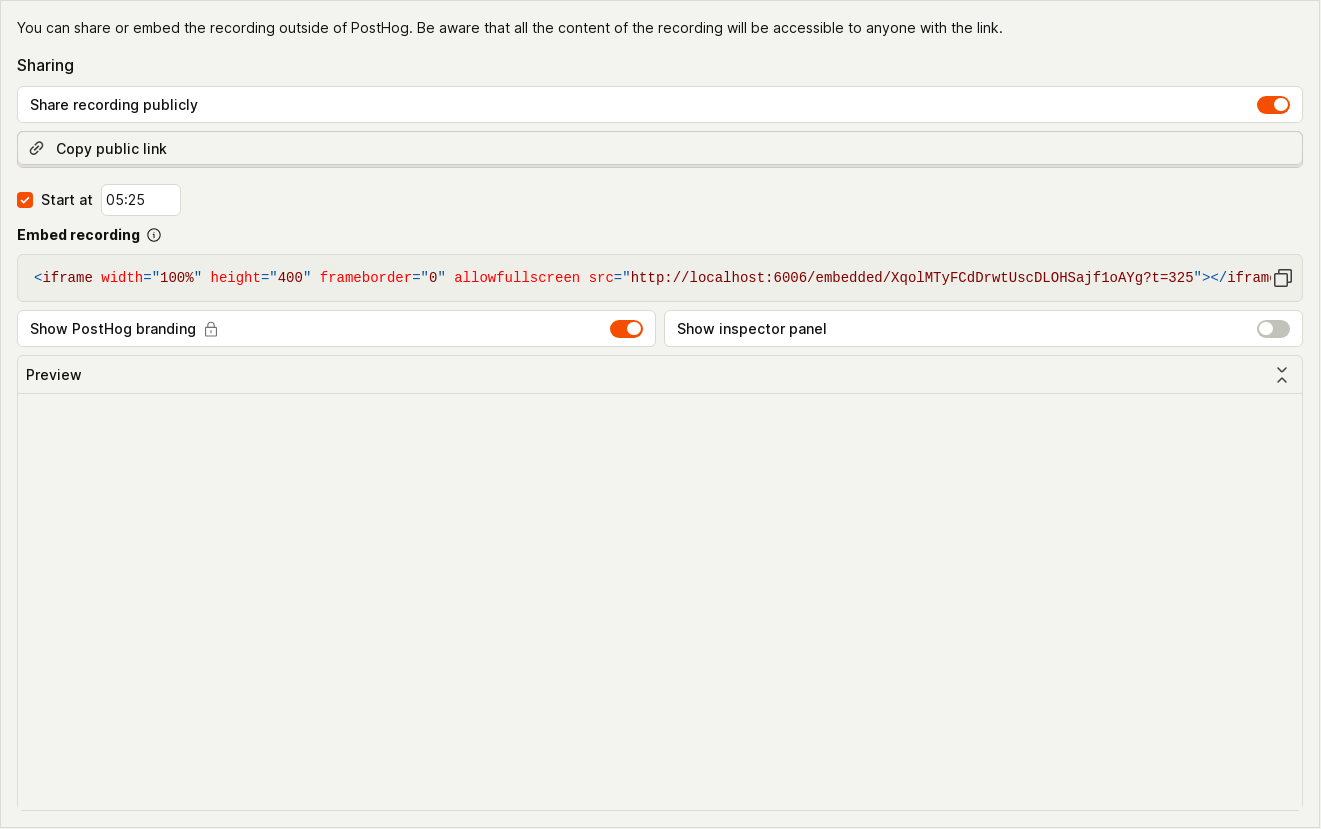 You can share or embed the recording outside of PostHog. Be aware that all the content of the recording will be accessible to anyone with the link.
Sharing
Share recording publicly
Copy public link
Start at 05:25
Embed recording
<iframe width="100%" height="400" frameborder="0" allowfullscreen src="http://localhost:6006/embedded/XqolMTyFCdDrwtUscDLOHSajf1oAYg?t=325"></iframe
Show PostHog branding Show inspector panel
Preview